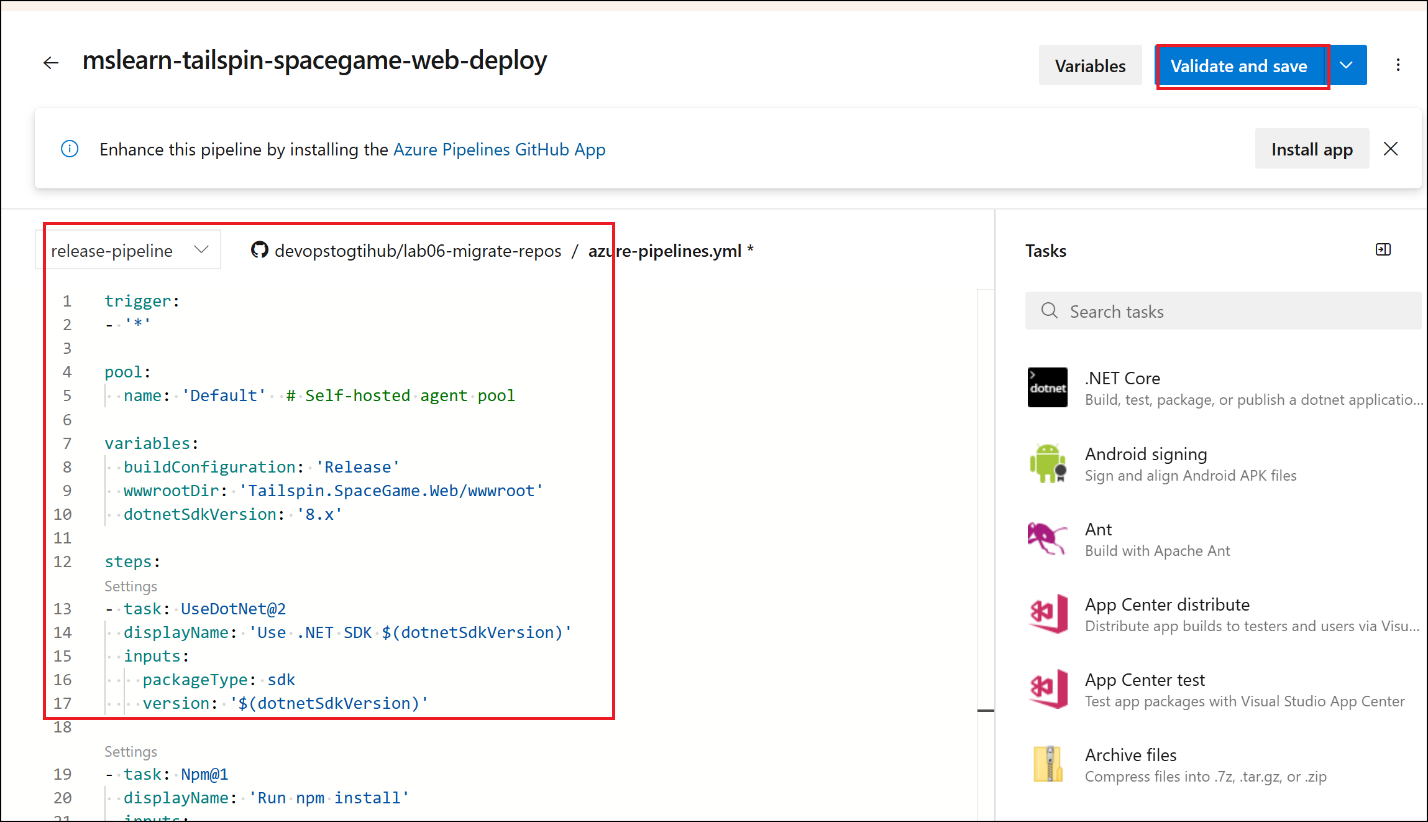 mslearn-tailspin-spacegame-web-deploy
Variables
Validate and save
Enhance this pipeline by installing the Azure Pipelines GitHub App
Install app
release-pipeline
devopstogtihub/lab06-migrate-repos / azure-pipelines.yml *
1 trigger:
2 - '*'
3
4 pool:
5 name: 'Default' # Self-hosted agent pool
6
7 variables:
8 buildConfiguration: 'Release'
9 wwwrootDir: 'Tailspin.SpaceGame.Web/wwwroot'
10 dotnetSdkVersion: '8.x'
11
12 steps:
Settings
13 - task: UseDotNet@2
14 displayName: 'Use .NET SDK $(dotnetSdkVersion)'
15 inputs:
16 packageType: sdk
17 version: '$(dotnetSdkVersion)'
18
Settings
19 - task: Npm@1
20 displayName: 'Run npm install'
21 inputs:
Tasks
Search tasks
dotnet
.NET Core
Build, test, package, or publish a dotnet applicatio...
Android signing
Sign and align Android APK files
Ant
Build with Apache Ant
App Center distribute
Distribute app builds to testers and users via Visu...
App Center test
Test app packages with Visual Studio App Center
Archive files
Compress files into .7z, .tar.gz, or .zip